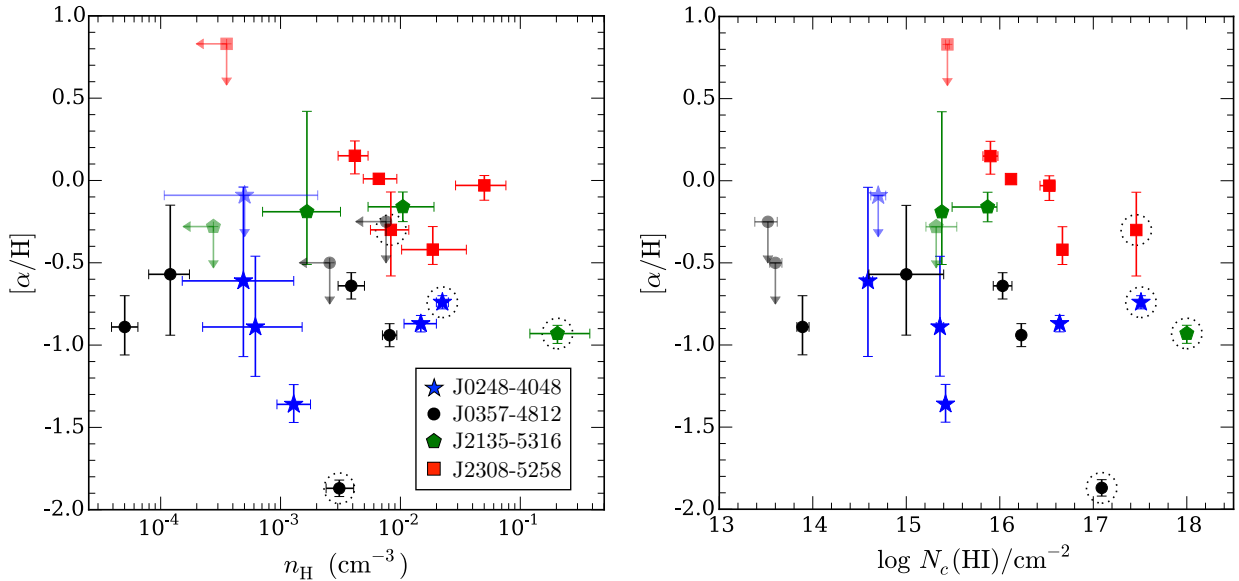 1.0
0.5
0.0
-0.5
-1.0
-1.5
-2.0
[α/H]
10⁻⁴ 10⁻³ 10⁻² 10⁻¹
n_H (cm⁻³)
J0248-4048
J0357-4812
J2135-5316
J2308-5258
1.0
0.5
0.0
-0.5
-1.0
-1.5
-2.0
[α/H]
13 14 15 16 17 18
log N_c(HI)/cm⁻²